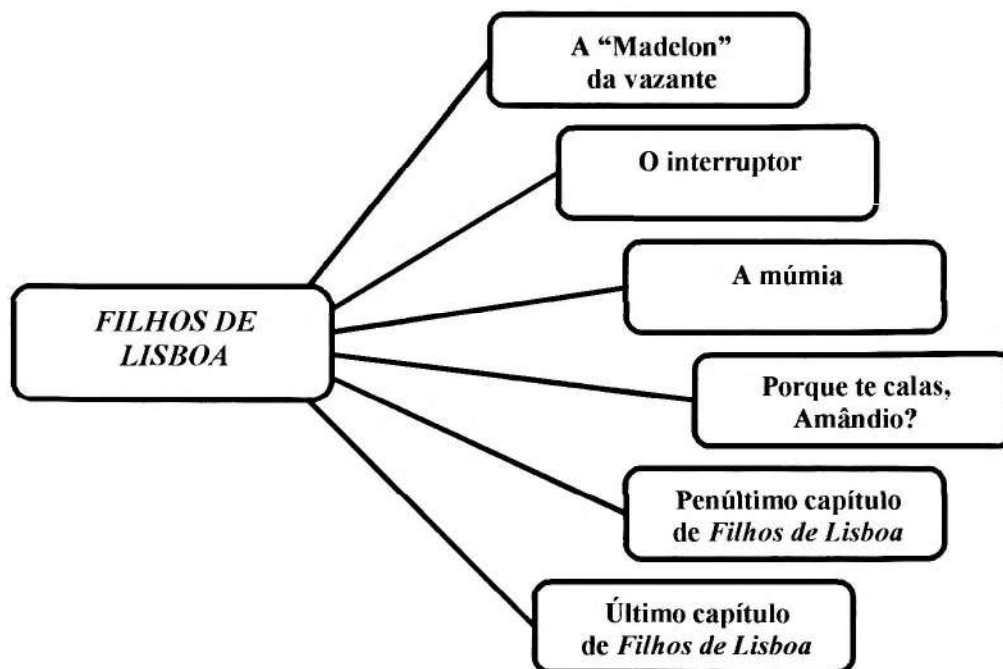 A “Madelon”
da vazante
O interruptor
A múmia
FILHOS DE
LISBOA
Porque te calas,
Amândio?
Penúltimo capítulo
de Filhos de Lisboa
Último capítulo
de Filhos de Lisboa